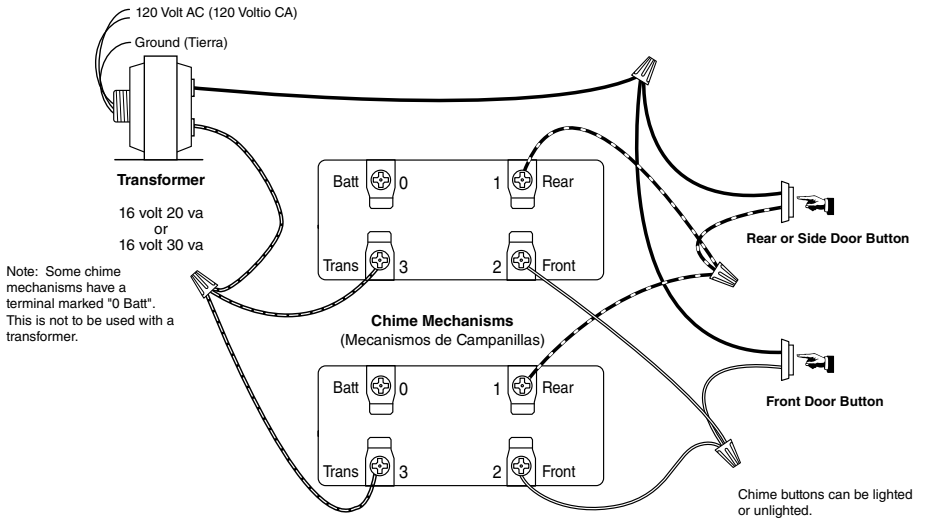 120 Volt AC (120 Voltio CA)
Ground (Tierra)
Transformer
16 volt 20 va
or
16 volt 30 va
Note: Some chime
mechanisms have a
terminal marked "0 Batt".
This is not to be used with a
transformer.
Batt 0 1 Rear
Trans 3 2 Front
Chime Mechanisms
(Mecanismos de Campanillas)
Batt 0 1 Rear
Trans 3 2 Front
Rear or Side Door Button
Front Door Button
Chime buttons can be lighted
or unlighted.